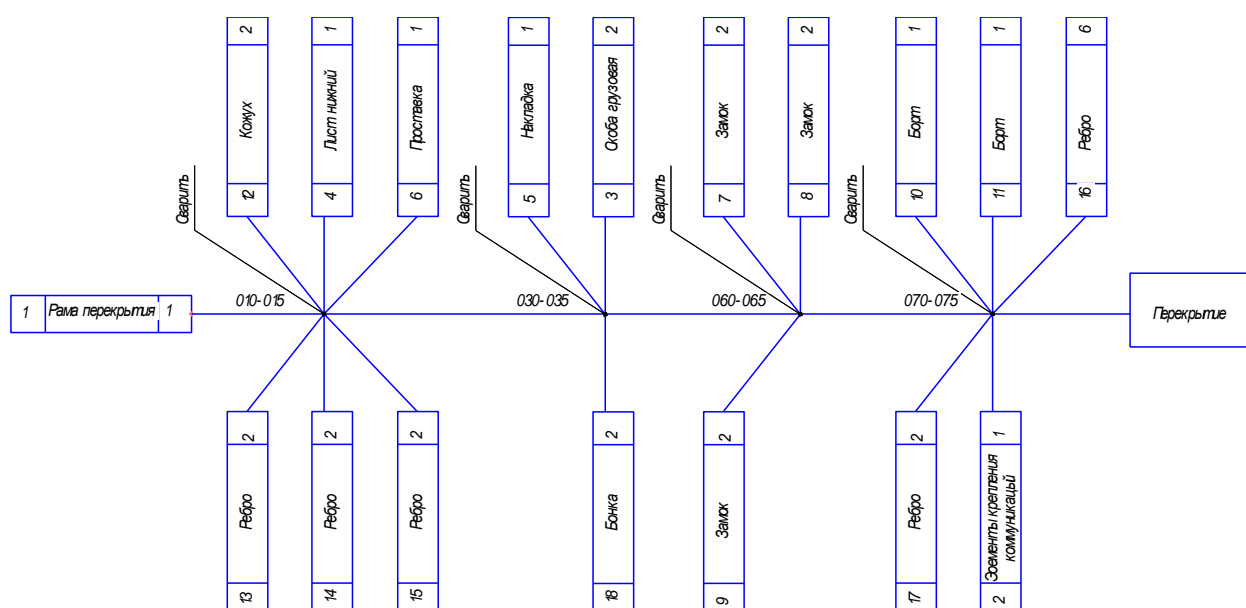 2
Кожух
12
1
Лист нижний
4
1
Проставка
6
1
Накладка
5
2
Скоба грузовая
3
2
Замок
7
2
Замок
8
1
Борт
10
1
Борт
11
6
Ребро
16
Сварить
Сварить
Сварить
Сварить
010-015
030-035
060-065
070-075
1 Рама перекрытия 1
Перекрытие
2
Ребро
13
2
Ребро
14
2
Ребро
15
2
Бонка
18
2
Замок
9
2
Ребро
17
1
Эоементы крепления
коммуникацый
2